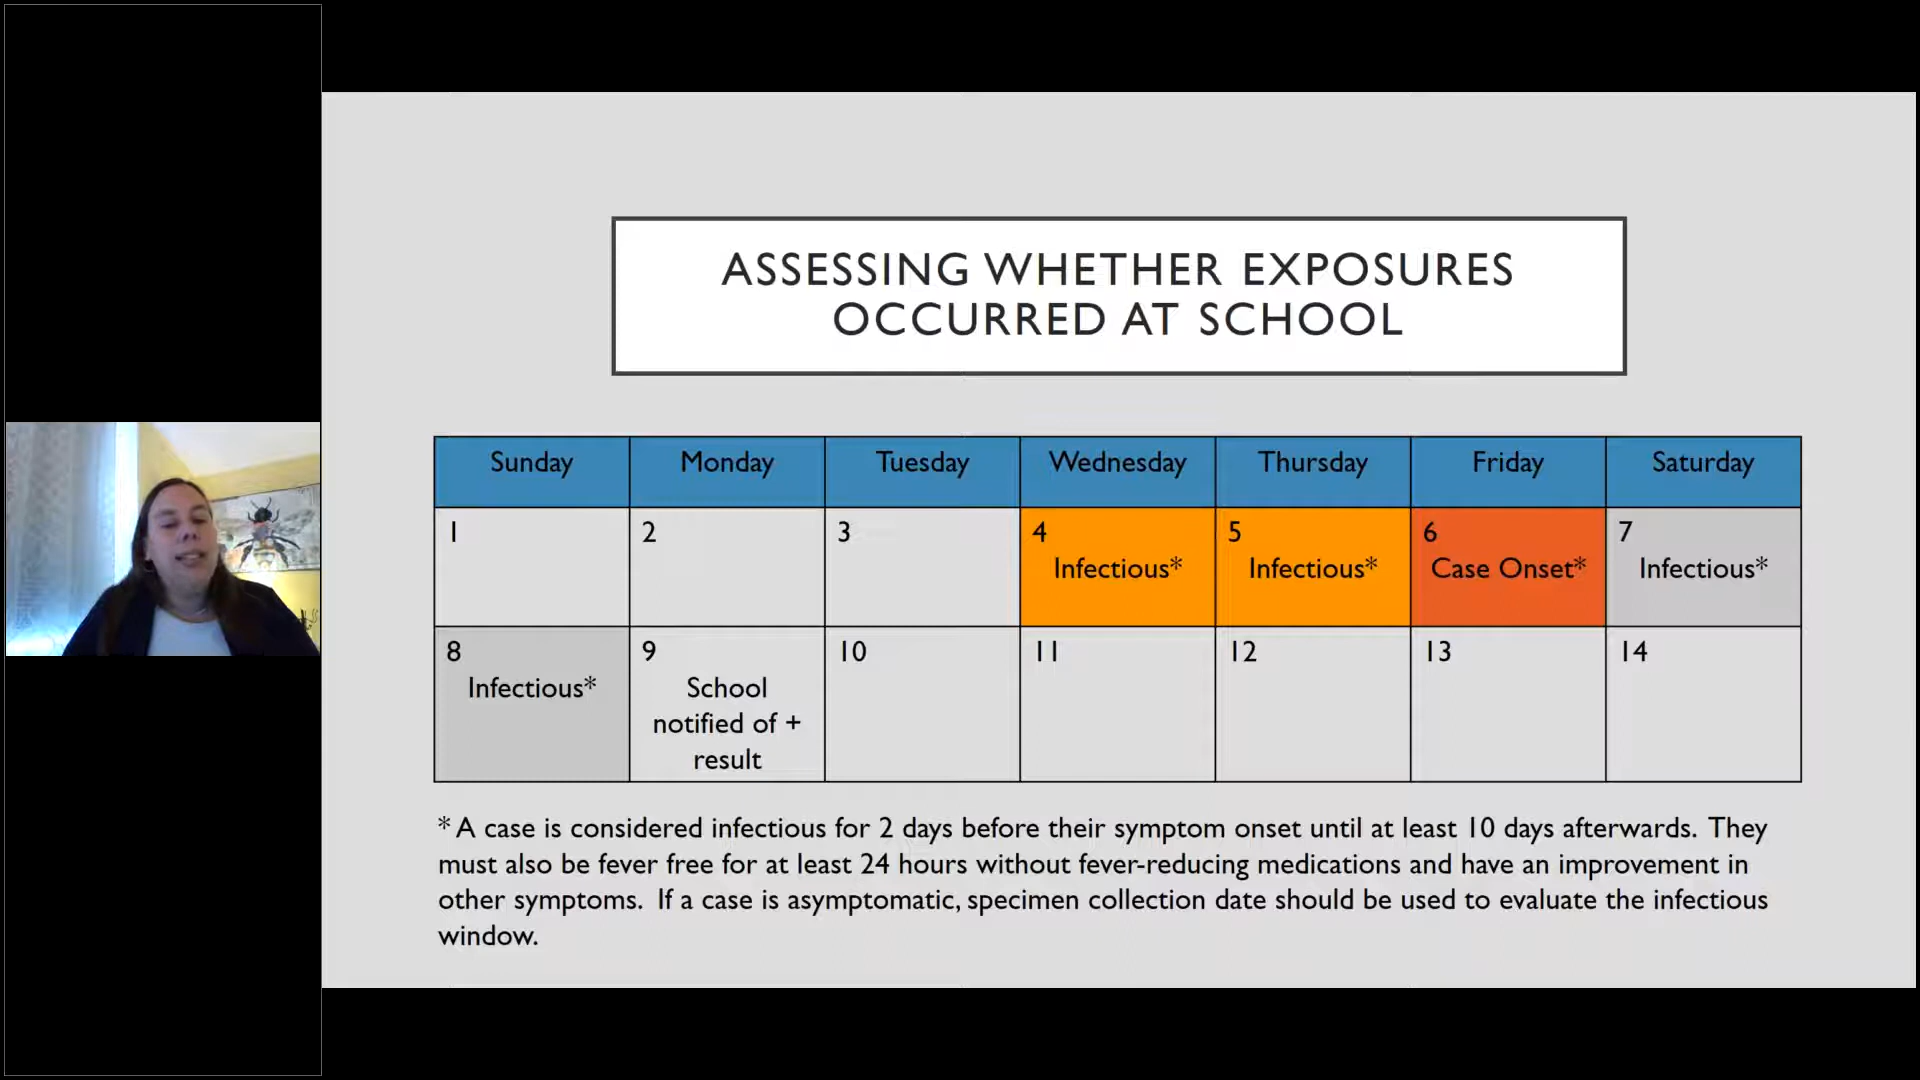 ASSESSING WHETHER EXPOSURES
OCCURRED AT SCHOOL
Sunday Monday Tuesday Wednesday Thursday Friday Saturday
1 2 3 4 5 6 7
Infectious* Infectious* Case Onset* Infectious*
8 9 10 11 12 13 14
Infectious* School
notified of +
result
* A case is considered infectious for 2 days before their symptom onset until at least 10 days afterwards. They
must also be fever free for at least 24 hours without fever-reducing medications and have an improvement in
other symptoms. If a case is asymptomatic, specimen collection date should be used to evaluate the infectious
window.